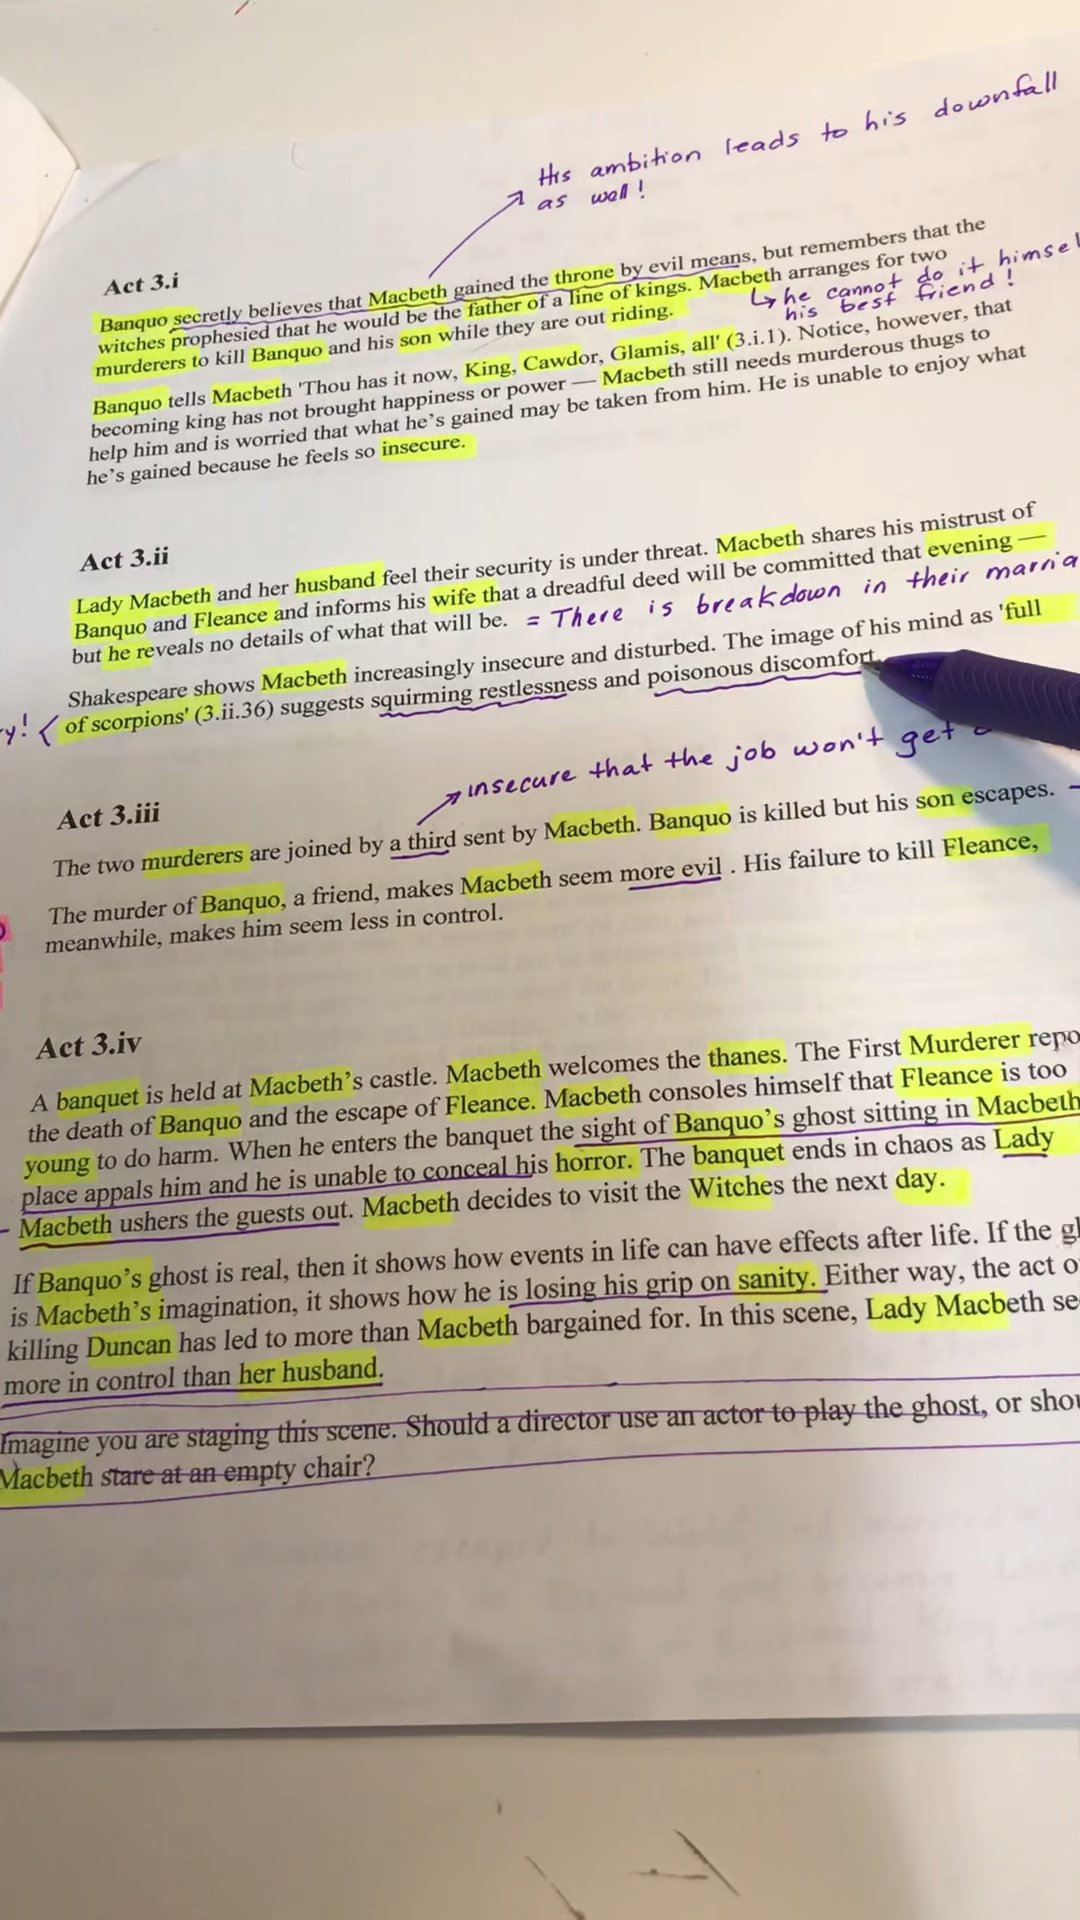 His ambition leads to his downfall
as well!
Act 3.i
Banquo secretly believes that Macbeth gained the throne by evil means, but remembers that the
witches prophesied that he would be the father of a line of kings. Macbeth arranges for two
murderers to kill Banquo and his son while they are out riding.
↳ he cannot do it himsel
his best friend!
Banquo tells Macbeth 'Thou has it now, King, Cawdor, Glamis, all' (3.i.1). Notice, however, that
becoming king has not brought happiness or power — Macbeth still needs murderous thugs to
help him and is worried that what he's gained may be taken from him. He is unable to enjoy what
he's gained because he feels so insecure.
Act 3.ii
Lady Macbeth and her husband feel their security is under threat. Macbeth shares his mistrust of
Banquo and Fleance and informs his wife that a dreadful deed will be committed that evening —
but he reveals no details of what that will be. = There is breakdown in their marria
Shakespeare shows Macbeth increasingly insecure and disturbed. The image of his mind as 'full
of scorpions' (3.ii.36) suggests squirming restlessness and poisonous discomfort.
ry!
insecure that the job won't get
Act 3.iii
The two murderers are joined by a third sent by Macbeth. Banquo is killed but his son escapes.
The murder of Banquo, a friend, makes Macbeth seem more evil . His failure to kill Fleance,
meanwhile, makes him seem less in control.
Act 3.iv
A banquet is held at Macbeth's castle. Macbeth welcomes the thanes. The First Murderer repo
the death of Banquo and the escape of Fleance. Macbeth consoles himself that Fleance is too
young to do harm. When he enters the banquet the sight of Banquo's ghost sitting in Macbeth
place appals him and he is unable to conceal his horror. The banquet ends in chaos as Lady
Macbeth ushers the guests out. Macbeth decides to visit the Witches the next day.
If Banquo's ghost is real, then it shows how events in life can have effects after life. If the gh
is Macbeth's imagination, it shows how he is losing his grip on sanity. Either way, the act o
killing Duncan has led to more than Macbeth bargained for. In this scene, Lady Macbeth se
more in control than her husband.
Imagine you are staging this scene. Should a director use an actor to play the ghost, or shou
Macbeth stare at an empty chair?